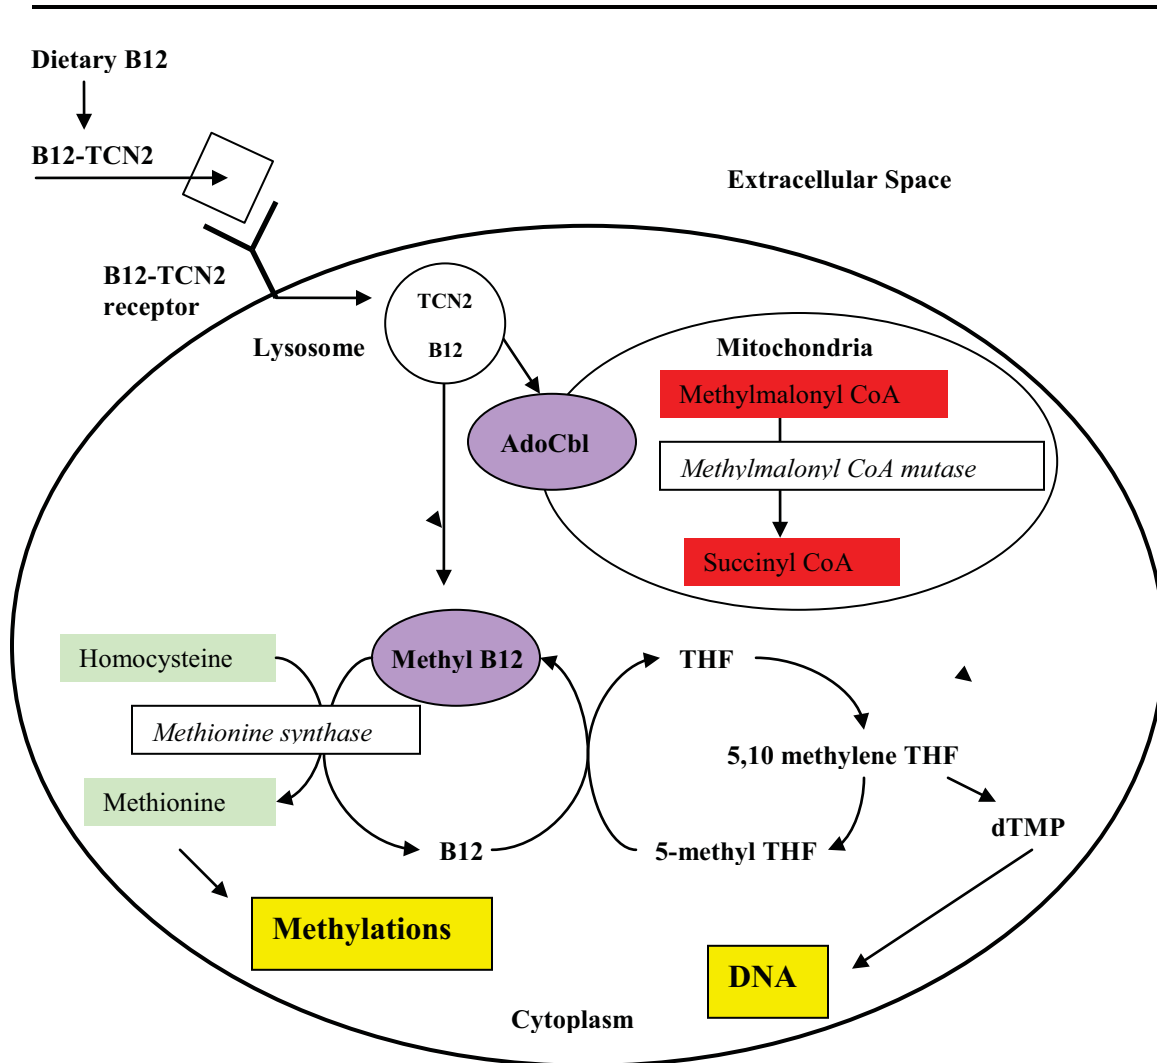 Dietary B12
B12-TCN2
Extracellular Space
B12-TCN2
receptor
TCN2
B12
Lysosome
Mitochondria
Methylmalonyl CoA
AdoCbl
Methylmalonyl CoA mutase
Succinyl CoA
Homocysteine
Methyl B12
THF
Methionine synthase
5,10 methylene THF
Methionine
B12
5-methyl THF
dTMP
Methylations
DNA
Cytoplasm